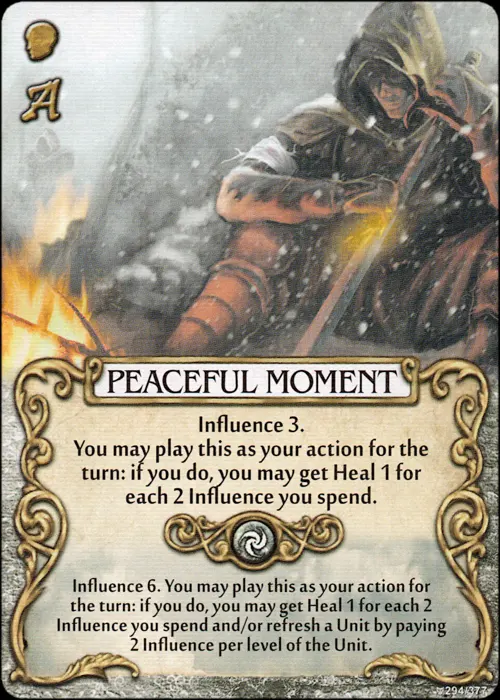 A
PEACEFUL MOMENT
Influence 3.
You may play this as your action for the
turn: if you do, you may get Heal 1 for
each 2 Influence you spend.
Influence 6. You may play this as your action for
the turn: if you do, you may get Heal 1 for each 2
Influence you spend and/or refresh a Unit by paying
2 Influence per level of the Unit.
294/377